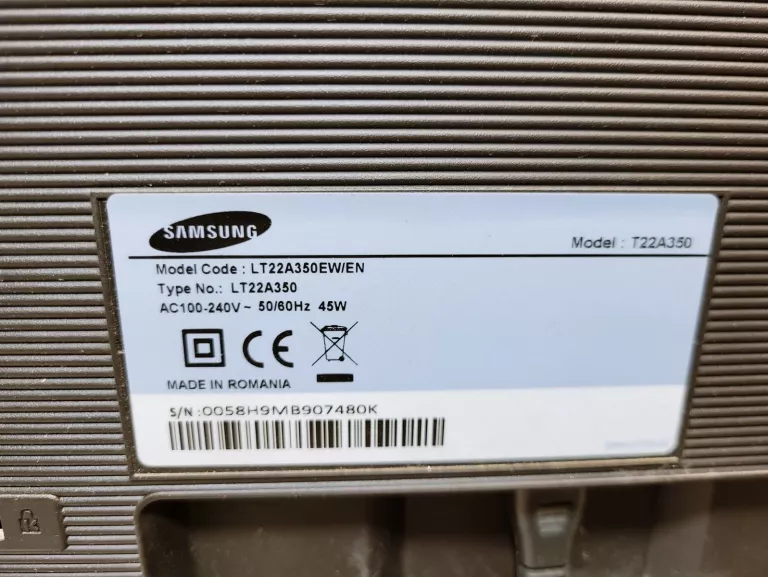 SAMSUNG
Model : T22A350
Model Code : LT22A350EW/EN
Type No.: LT22A350
AC100-240V~ 50/60Hz 45W
MADE IN ROMANIA
S/N :0058H9MB907480K